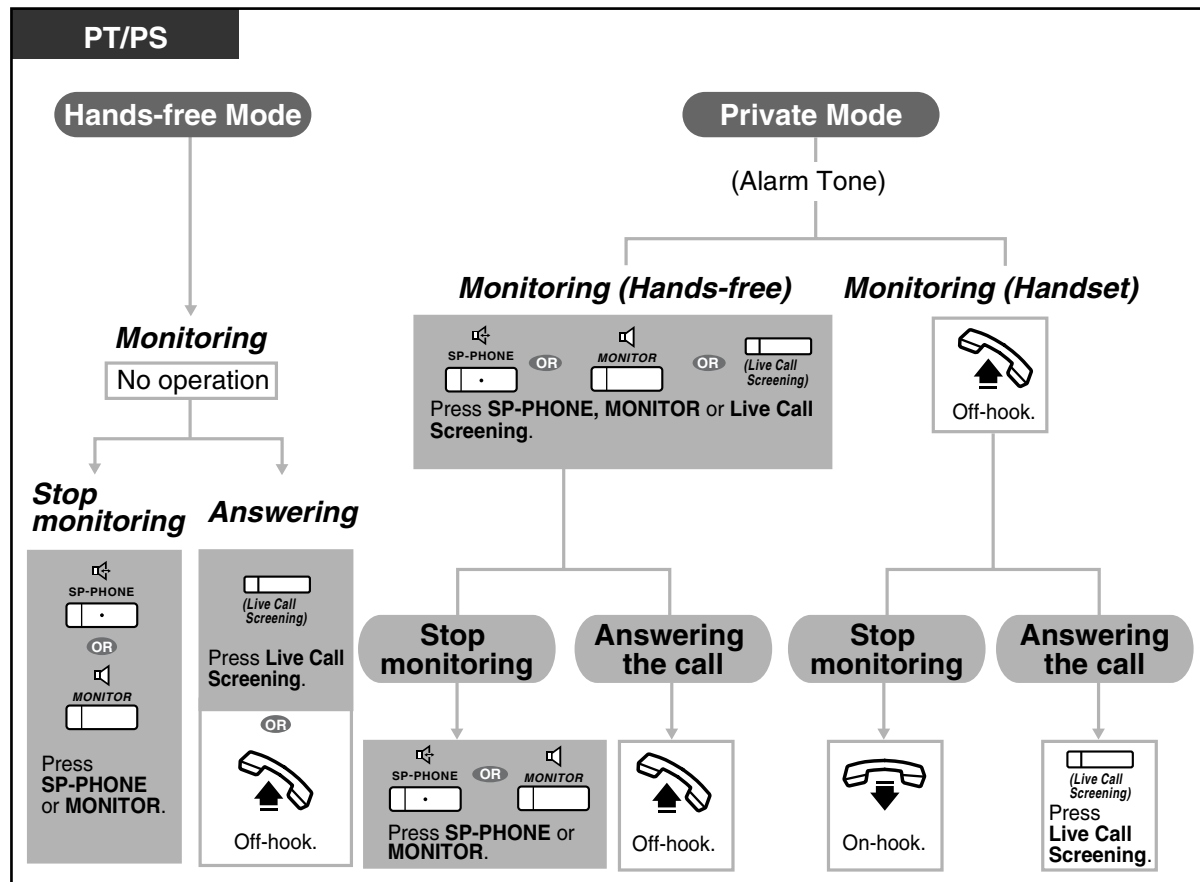 PT/PS
Hands-free Mode
Private Mode
(Alarm Tone)
Monitoring (Hands-free)
Monitoring (Handset)
Monitoring
No operation
SP-PHONE
OR
MONITOR
OR
(Live Call
Screening)
Press SP-PHONE, MONITOR or Live Call
Screening.
Off-hook.
Stop
monitoring
Answering
SP-PHONE
OR
MONITOR
Press
SP-PHONE
or MONITOR.
(Live Call
Screening)
Press Live Call
Screening.
OR
Off-hook.
Stop
monitoring
Answering
the call
Stop
monitoring
Answering
the call
SP-PHONE
OR
MONITOR
Press SP-PHONE or
MONITOR.
Off-hook.
On-hook.
(Live Call
Screening)
Press
Live Call
Screening.